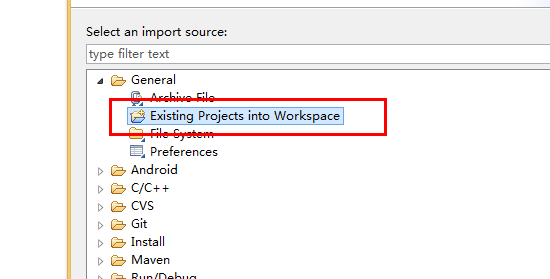 Select an import source:
type filter text
General
Archive File
Existing Projects into Workspace
File System
Preferences
Android
C/C++
CVS
Git
Install
Maven
Run/Debug